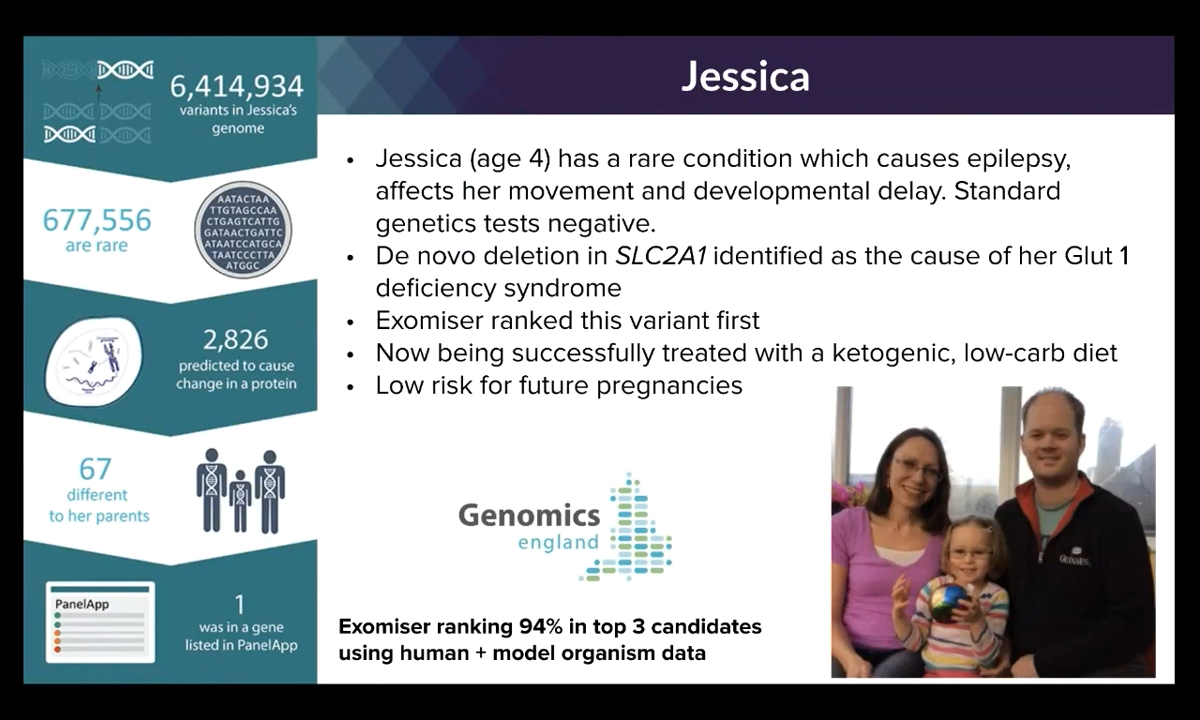 Jessica
6,414,934
variants in Jessica's
genome
677,556
are rare
AATACTAA
TTGTAGCCAA
CTGAGTCATTG
GATAACTGATTC
ATAATCCATGCA
TAATCCCTTA
ATGGC
2,826
predicted to cause
change in a protein
67
different
to her parents
PanelApp
1
was in a gene
listed in PanelApp
• Jessica (age 4) has a rare condition which causes epilepsy,
affects her movement and developmental delay. Standard
genetics tests negative.
• De novo deletion in SLC2A1 identified as the cause of her Glut 1
deficiency syndrome
• Exomiser ranked this variant first
• Now being successfully treated with a ketogenic, low-carb diet
• Low risk for future pregnancies
Genomics
england
Exomiser ranking 94% in top 3 candidates
using human + model organism data
GUINNESS